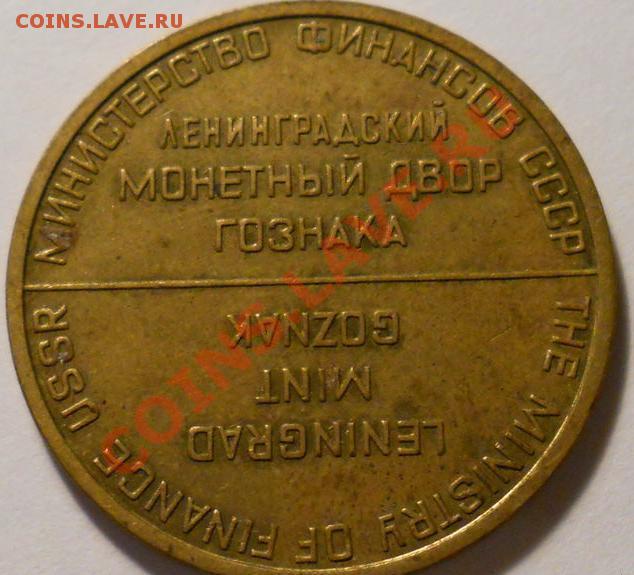 COINS.LAVE.RU
МИНИСТЕРСТВО ФИНАНСОВ СССР
ЛЕНИНГРАДСКИЙ
МОНЕТНЫЙ ДВОР
ГОЗНАКА
THE MINISTRY OF FINANCE USSR
LENINGRAD
MINT
GOZNAK
COINS.LAVE.RU